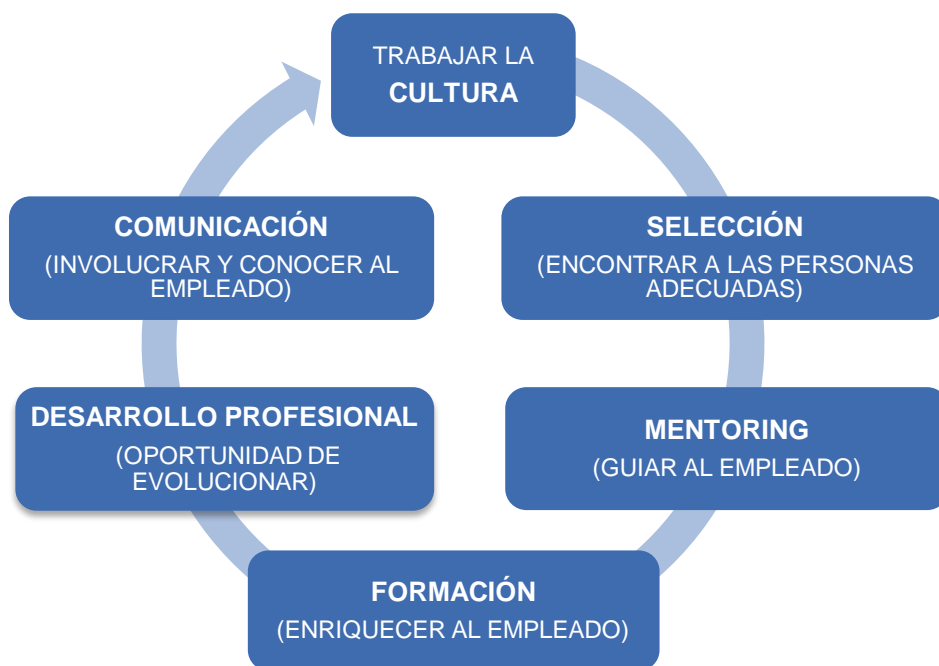 TRABAJAR LA
CULTURA
SELECCIÓN
(ENCONTRAR A LAS PERSONAS
ADECUADAS)
MENTORING
(GUIAR AL EMPLEADO)
FORMACIÓN
(ENRIQUECER AL EMPLEADO)
DESARROLLO PROFESIONAL
(OPORTUNIDAD DE
EVOLUCIONAR)
COMUNICACIÓN
(INVOLUCRAR Y CONOCER AL
EMPLEADO)